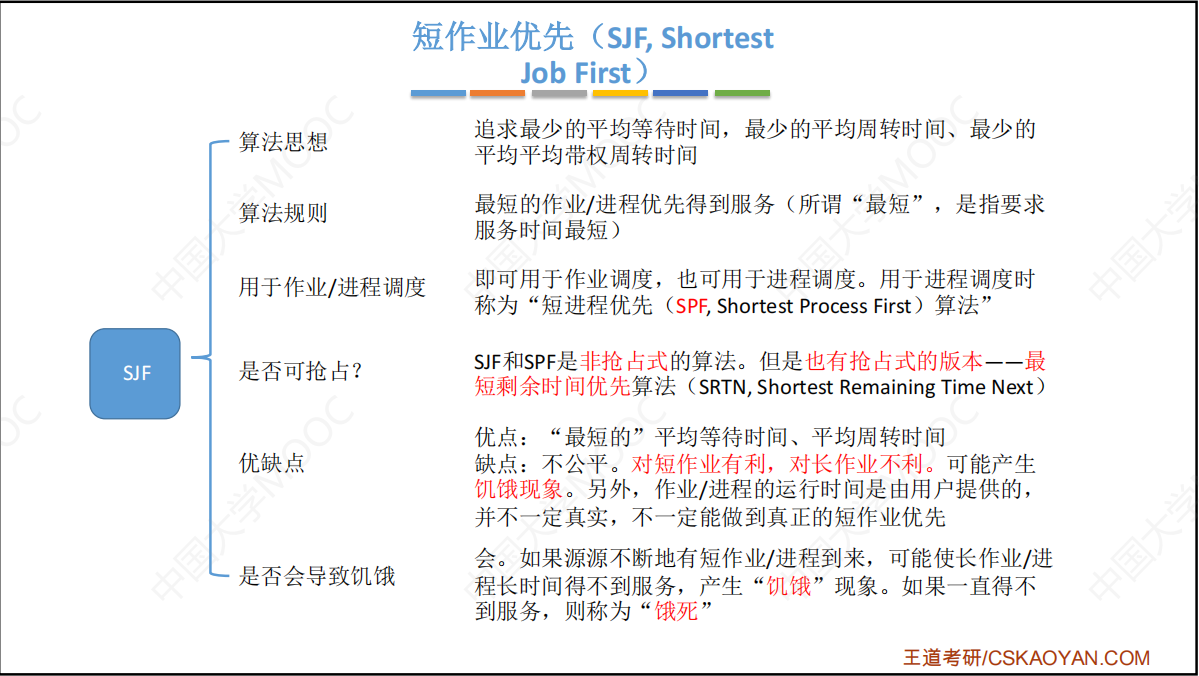 短作业优先（SJF, Shortest
Job First）
算法思想
追求最少的平均等待时间，最少的平均周转时间、最少的
平均平均带权周转时间
算法规则
最短的作业/进程优先得到服务（所谓“最短”，是指要求
服务时间最短）
用于作业/进程调度
即可用于作业调度，也可用于进程调度。用于进程调度时
称为“短进程优先（SPF, Shortest Process First）算法”
SJF
是否可抢占？
SJF和SPF是非抢占式的算法。但是也有抢占式的版本——最
短剩余时间优先算法（SRTN, Shortest Remaining Time Next）
优缺点
优点：“最短的”平均等待时间、平均周转时间
缺点：不公平。对短作业有利，对长作业不利。可能产生
饥饿现象。另外，作业/进程的运行时间是由用户提供的，
并不一定真实，不一定能做到真正的短作业优先
是否会导致饥饿
会。如果源源不断地有短作业/进程到来，可能使长作业/进
程长时间得不到服务，产生“饥饿”现象。如果一直得不
到服务，则称为“饿死”
王道考研/CSKAOYAN.COM
中国大学MOOC